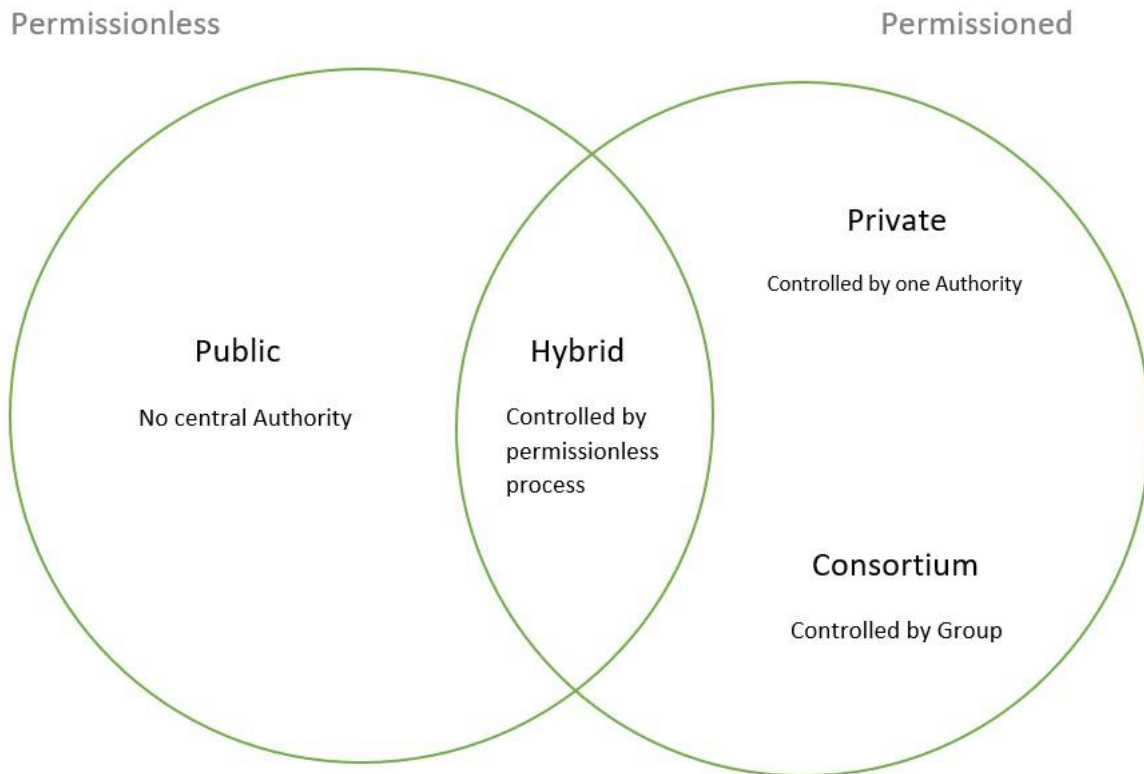 Permissionless
Permissioned
Public
No central Authority
Hybrid
Controlled by
permissionless
process
Private
Controlled by one Authority
Consortium
Controlled by Group